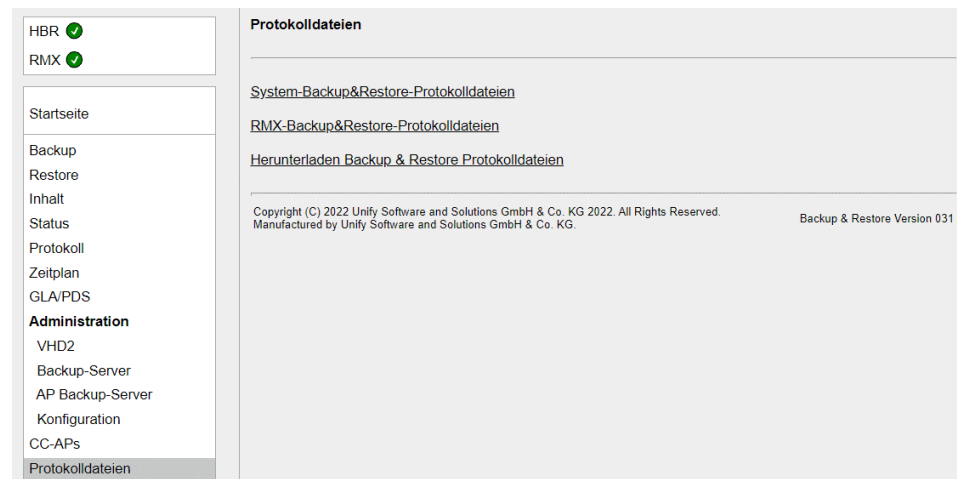 HBR
RMX
Startseite
Backup
Restore
Inhalt
Status
Protokoll
Zeitplan
GLA/PDS
Administration
VHD2
Backup-Server
AP Backup-Server
Konfiguration
CC-APs
Protokolldateien
Protokolldateien
System-Backup&Restore-Protokolldateien
RMX-Backup&Restore-Protokolldateien
Herunterladen Backup & Restore Protokolldateien
Copyright (C) 2022 Unify Software and Solutions GmbH & Co. KG 2022. All Rights Reserved.
Manufactured by Unify Software and Solutions GmbH & Co. KG.
Backup & Restore Version 031